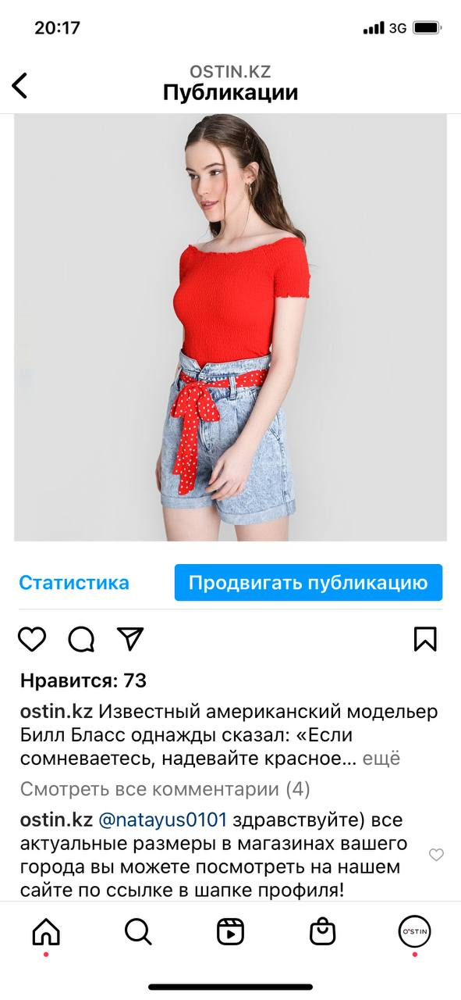 20:17
3G
OSTIN.KZ
Публикации
Статистика
Продвигать публикацию
Нравится: 73
ostin.kz Известный американский модельер
Билл Бласс однажды сказал: «Если
сомневаетесь, надевайте красное... ещё
Смотреть все комментарии (4)
ostin.kz @natayus0101 здравствуйте) все
актуальные размеры в магазинах вашего
города вы можете посмотреть на нашем
сайте по ссылке в шапке профиля!
O'STIN